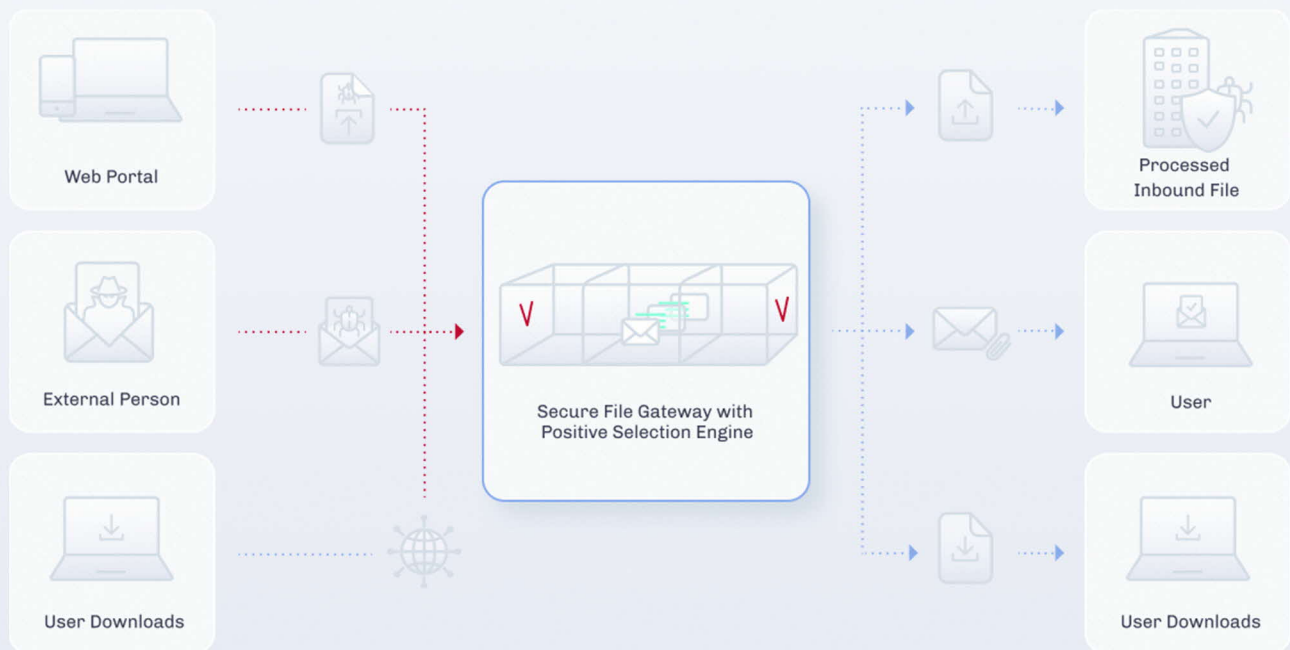 Web Portal
External Person
User Downloads
V
V
Secure File Gateway with
Positive Selection Engine
Processed
Inbound File
User
User Downloads